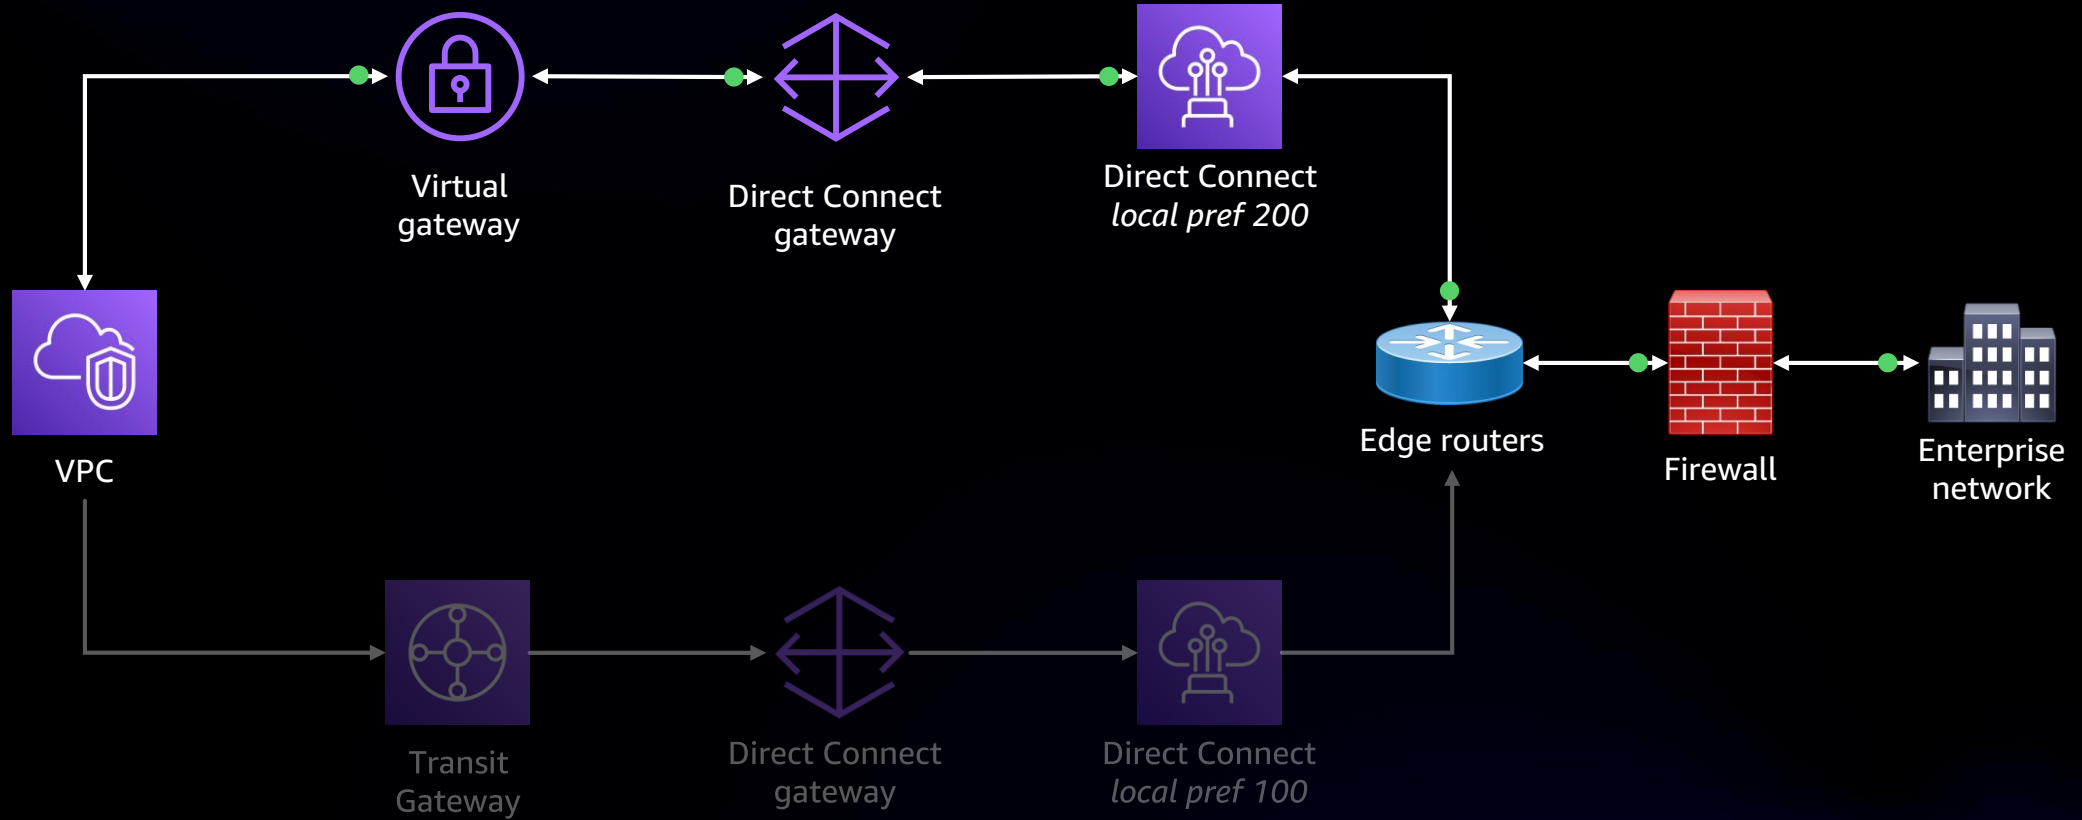 Virtual
gateway
Direct Connect
gateway
Direct Connect
local pref 200
VPC
Edge routers
Firewall
Enterprise
network
Transit
Gateway
Direct Connect
gateway
Direct Connect
local pref 100